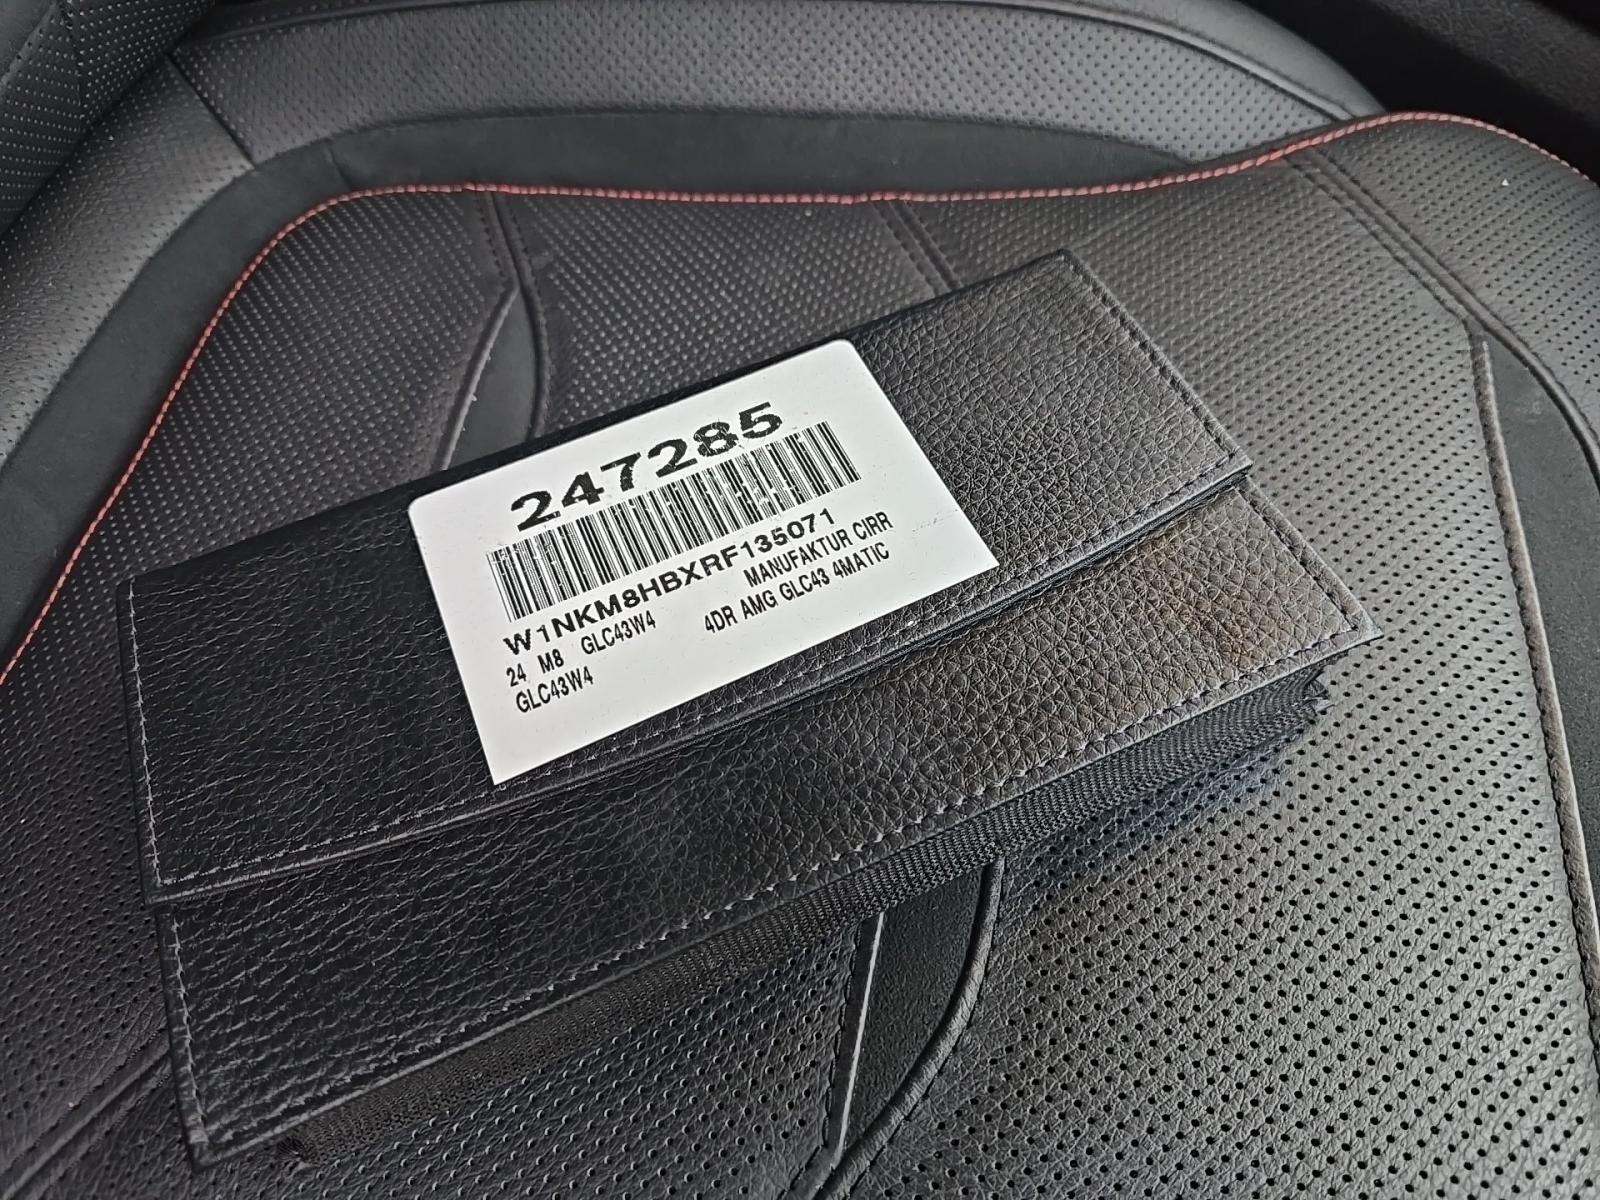 247285
W1NKM8HBXRF135071
24 M8 GLC43W4 MANUFAKTUR CIRR
GLC43W4 4DR AMG GLC43 4MATIC